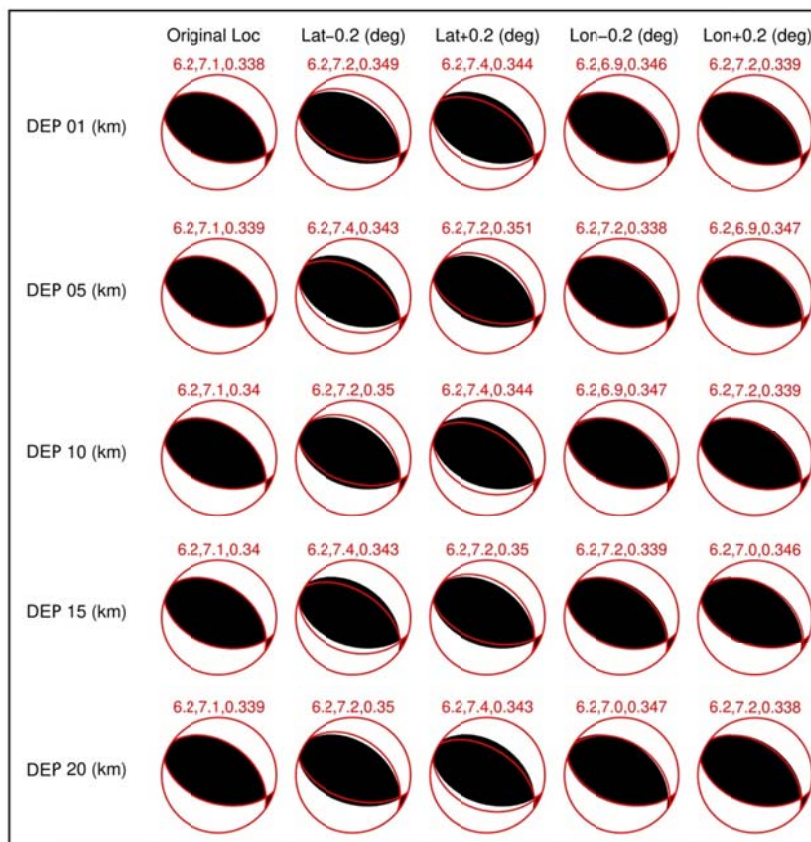 Original Loc Lat−0.2 (deg) Lat+0.2 (deg) Lon−0.2 (deg) Lon+0.2 (deg)
6.2,7.1,0.338 6.2,7.2,0.349 6.2,7.4,0.344 6.2,6.9,0.346 6.2,7.2,0.339
DEP 01 (km)
6.2,7.1,0.339 6.2,7.4,0.343 6.2,7.2,0.351 6.2,7.2,0.338 6.2,6.9,0.347
DEP 05 (km)
6.2,7.1,0.34 6.2,7.2,0.35 6.2,7.4,0.344 6.2,6.9,0.347 6.2,7.2,0.339
DEP 10 (km)
6.2,7.1,0.34 6.2,7.4,0.343 6.2,7.2,0.35 6.2,7.2,0.339 6.2,7.0,0.346
DEP 15 (km)
6.2,7.1,0.339 6.2,7.2,0.35 6.2,7.4,0.343 6.2,7.0,0.347 6.2,7.2,0.338
DEP 20 (km)